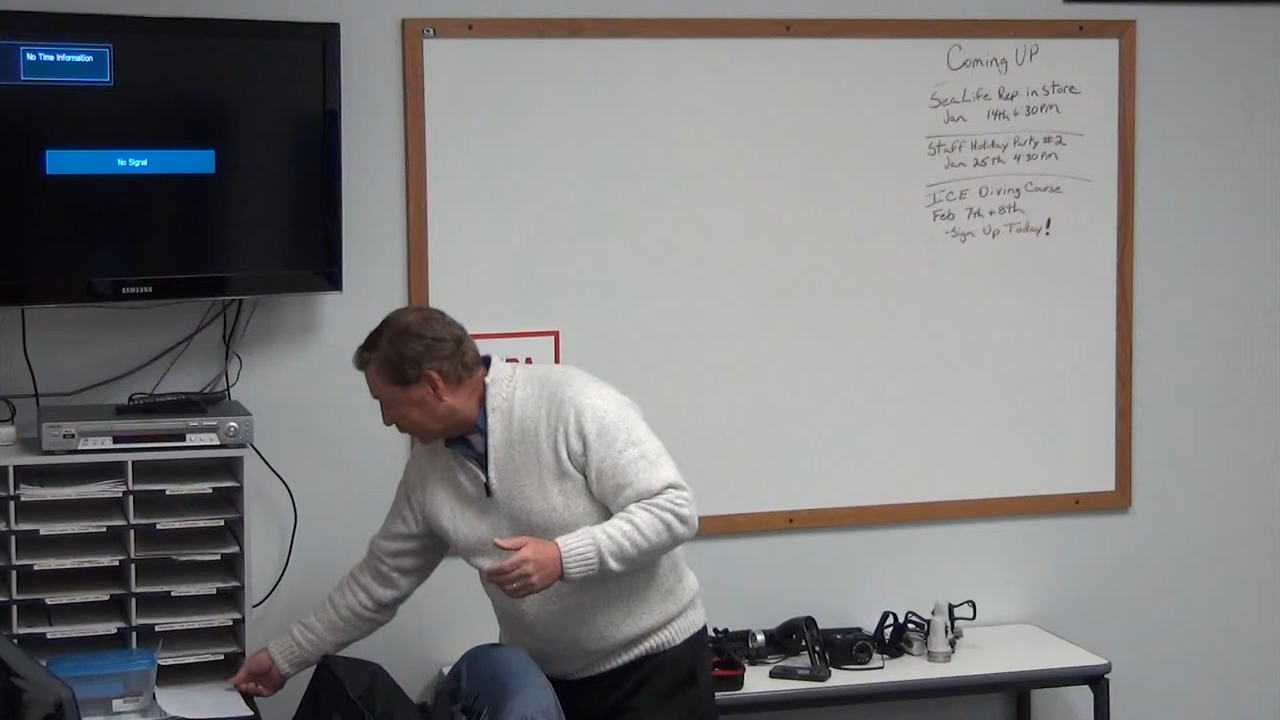 No Time Information
No Signal
SAMSUNG
Coming UP
SeaLife Rep in Store
Jan 14th 6:30PM
Staff Holiday Party #2
Jan 25th 4:30PM
ICE Diving Course
Feb 7th + 8th
-Sign Up Today!